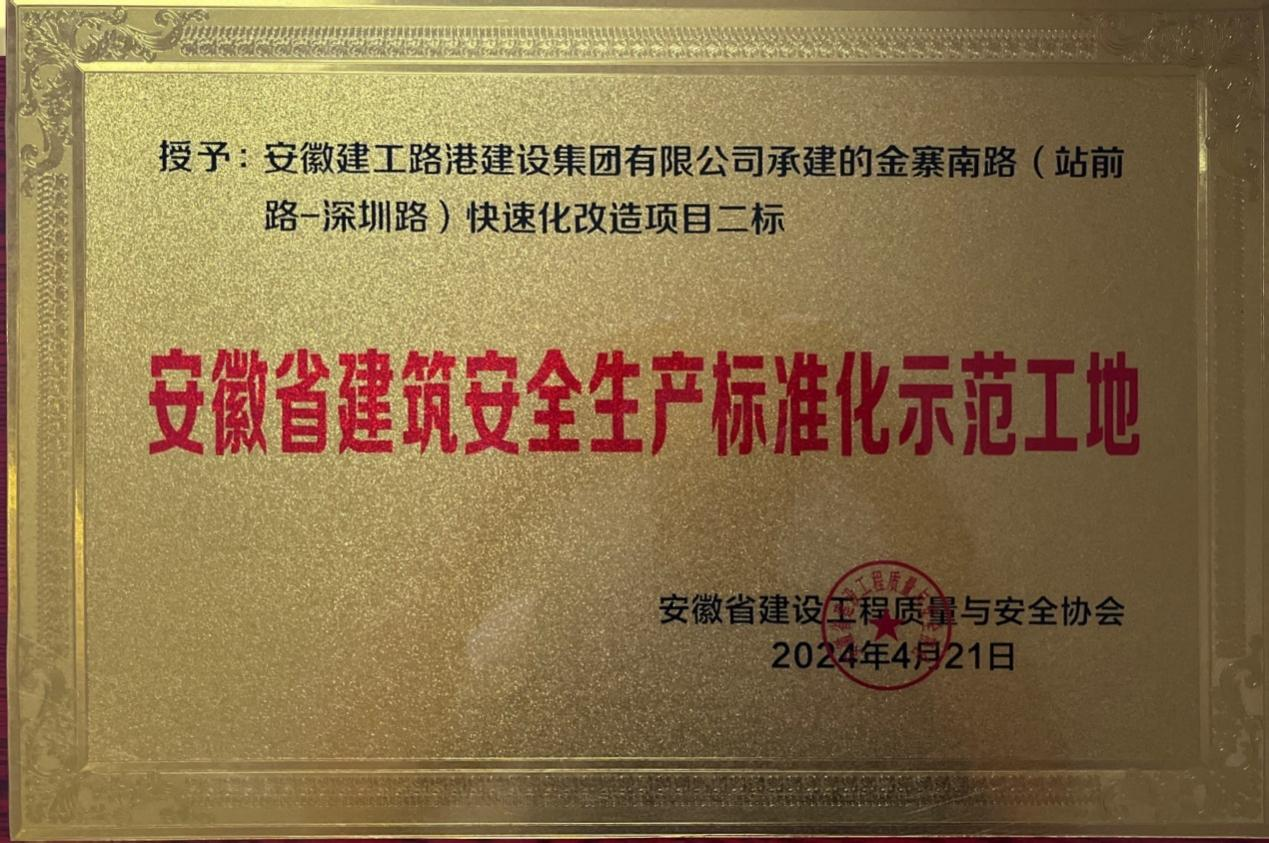 授予：安徽建工路港建设集团有限公司承建的金寨南路（站前
路-深圳路）快速化改造项目二标
安徽省建筑安全生产标准化示范工地
安徽省建设工程质量与安全协会
2024年4月21日